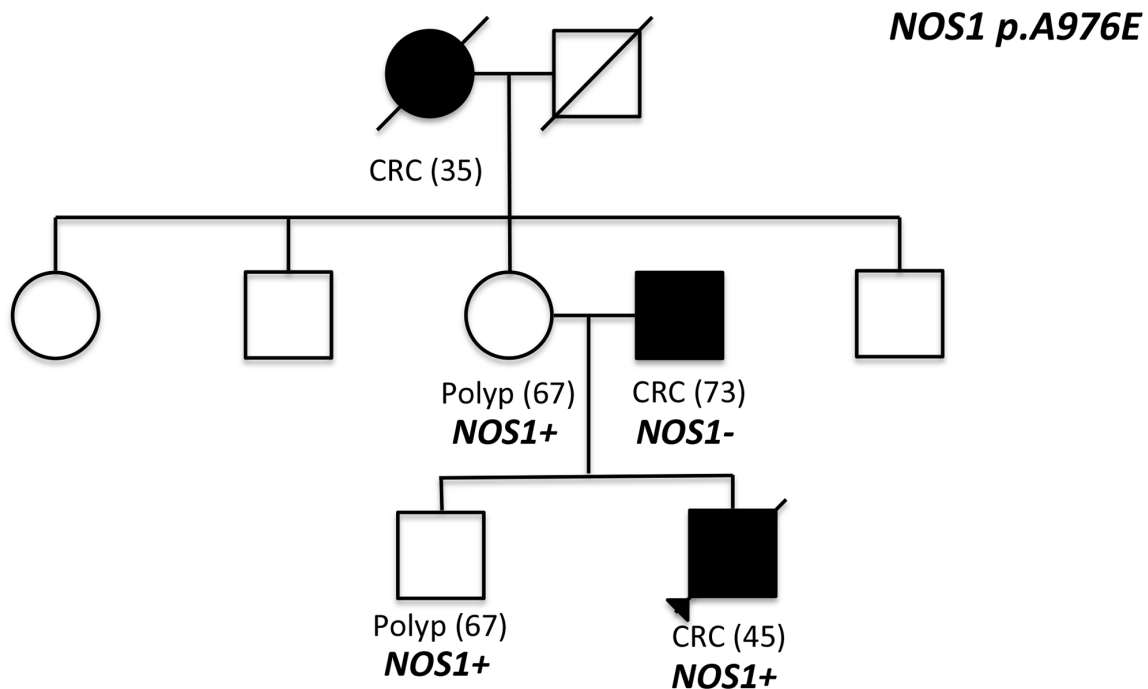 NOS1 p.A976E
CRC (35)
Polyp (67) CRC (73)
NOS1+ NOS1-
Polyp (67) CRC (45)
NOS1+ NOS1+